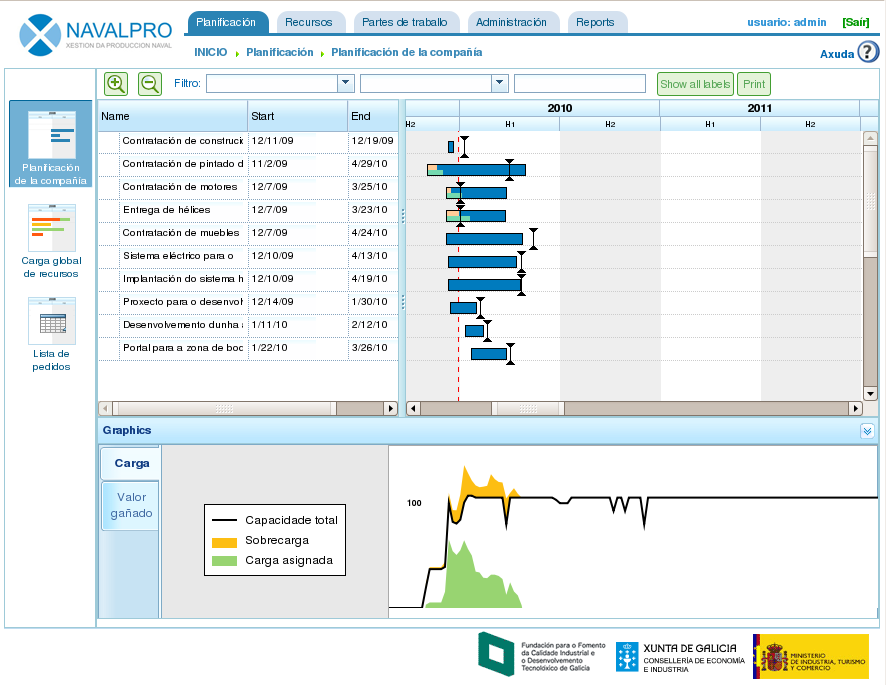 NAVALPRO
XESTION DA PRODUCCION NAVAL
Planificación
Recursos
Partes de traballo
Administración
Reports
usuario: admin
[Saír]
INICIO
Planificación
Planificación de la compañía
Axuda
Filtro:
Show all labels
Print
Planificación
de la compañía
Carga global
de recursos
Lista de
pedidos
Name Start End
2010 2011
H2 H1 H2 H1 H2
Contratación de construcic 12/11/09 12/19/09
Contratación de pintado d 11/2/09 4/29/10
Contratación de motores 12/7/09 3/25/10
Entrega de hélices 12/7/09 3/23/10
Contratación de muebles 12/7/09 4/24/10
Sistema eléctrico para o 12/10/09 4/13/10
Implantación do sistema h 12/10/09 4/19/10
Proxecto para o desenvol 12/14/09 1/30/10
Desenvolvemento dunha 1/11/10 2/12/10
Portal para a zona de boc 1/22/10 3/26/10
Graphics
Carga
Valor
gañado
Capacidade total
Sobrecarga
Carga asignada
100
Fundación para o Fomento
da Calidade Industrial e
o Desenvolvemento
Tecnolóxico de Galicia
XUNTA DE GALICIA
CONSELLERÍA DE ECONOMÍA
E INDUSTRIA
MINISTERIO
DE INDUSTRIA, TURISMO
Y COMERCIO